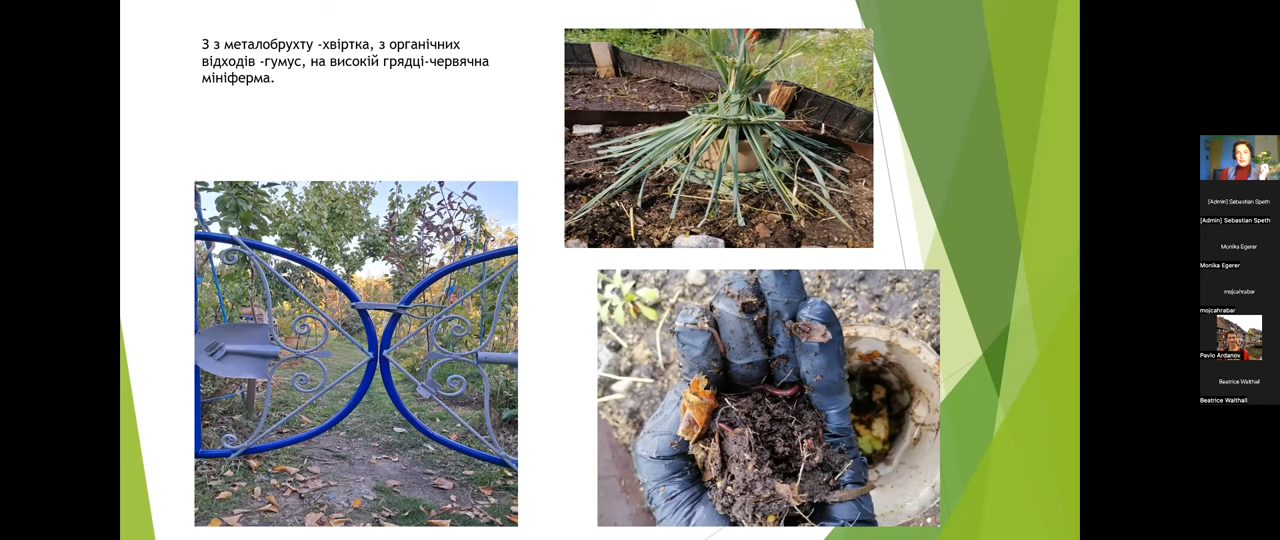 З з металобрухту -хвіртка, з органічних
відходів -гумус, на високій грядці-червячна
мініферма.
[Admin] Sebastian Speth
[Admin] Sebastian Speth
Monika Egerer
Monika Egerer
mojcahrabar
mojcahrabar
Pavlo Ardanov
Beatrice Walthall
Beatrice Walthall